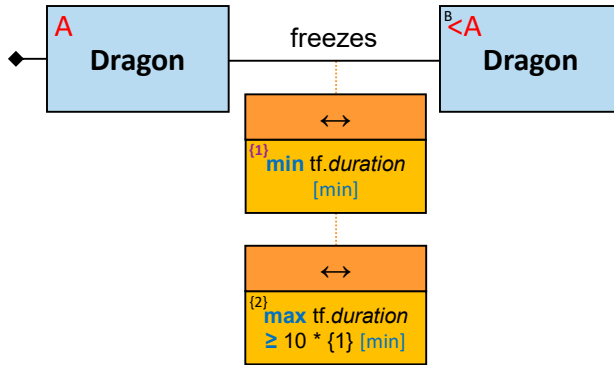 A
Dragon
freezes
B
<A
Dragon
↔
{1}
min tf.duration
[min]
↔
{2}
max tf.duration
≥ 10 * {1} [min]